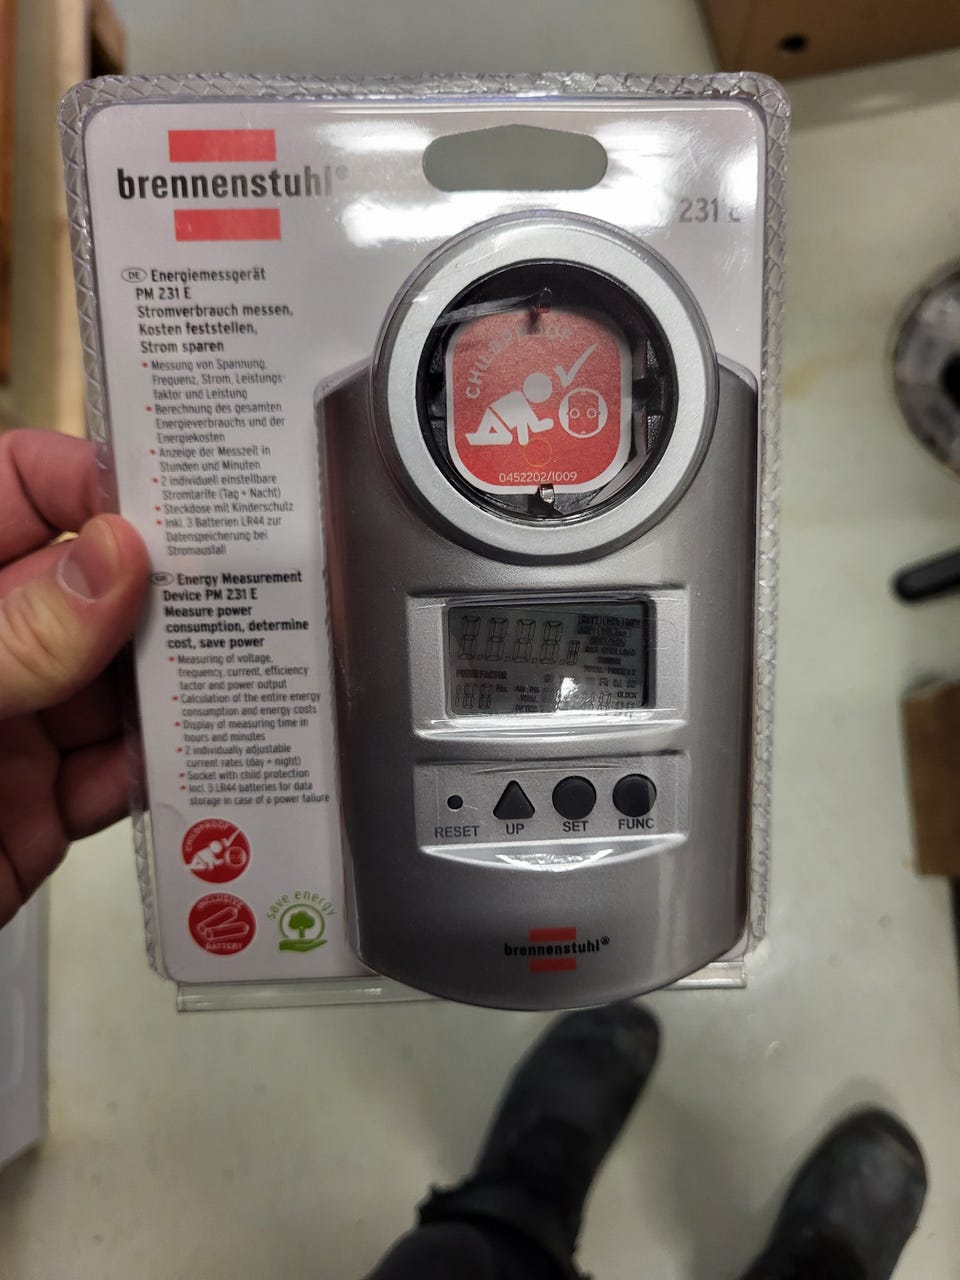 brennenstuhl®
231 E
DE Energiemessgerät
PM 231 E
Stromverbrauch messen,
Kosten feststellen,
Strom sparen
• Messung von Spannung,
Frequenz, Strom, Leistungs-
faktor und Leistung
• Berechnung des gesamten
Energieverbrauchs und der
Energiekosten
• Anzeige der Messzeit in
Stunden und Minuten
• 2 individuell einstellbare
Stromtarife (Tag + Nacht)
• Steckdose mit Kinderschutz
• Inkl. 3 Batterien LR44 zur
Datenspeicherung bei
Stromausfall
GB Energy Measurement
Device PM 231 E
Measure power
consumption, determine
cost, save power
• Measuring of voltage,
frequency, current, efficiency
factor and power output
• Calculation of the entire energy
consumption and energy costs
• Display of measuring time in
hours and minutes
• 2 individually adjustable
current rates (day + night)
• Socket with child protection
• Incl. 3 LR44 batteries for data
storage in case of a power failure
CHILDPROOF
INCLUSIVE
BATTERY
save energy
CHILDPROOF
0452202/1009
POWER FACTOR
Hz
CLOCK
RESET
UP
SET
FUNC
brennenstuhl®